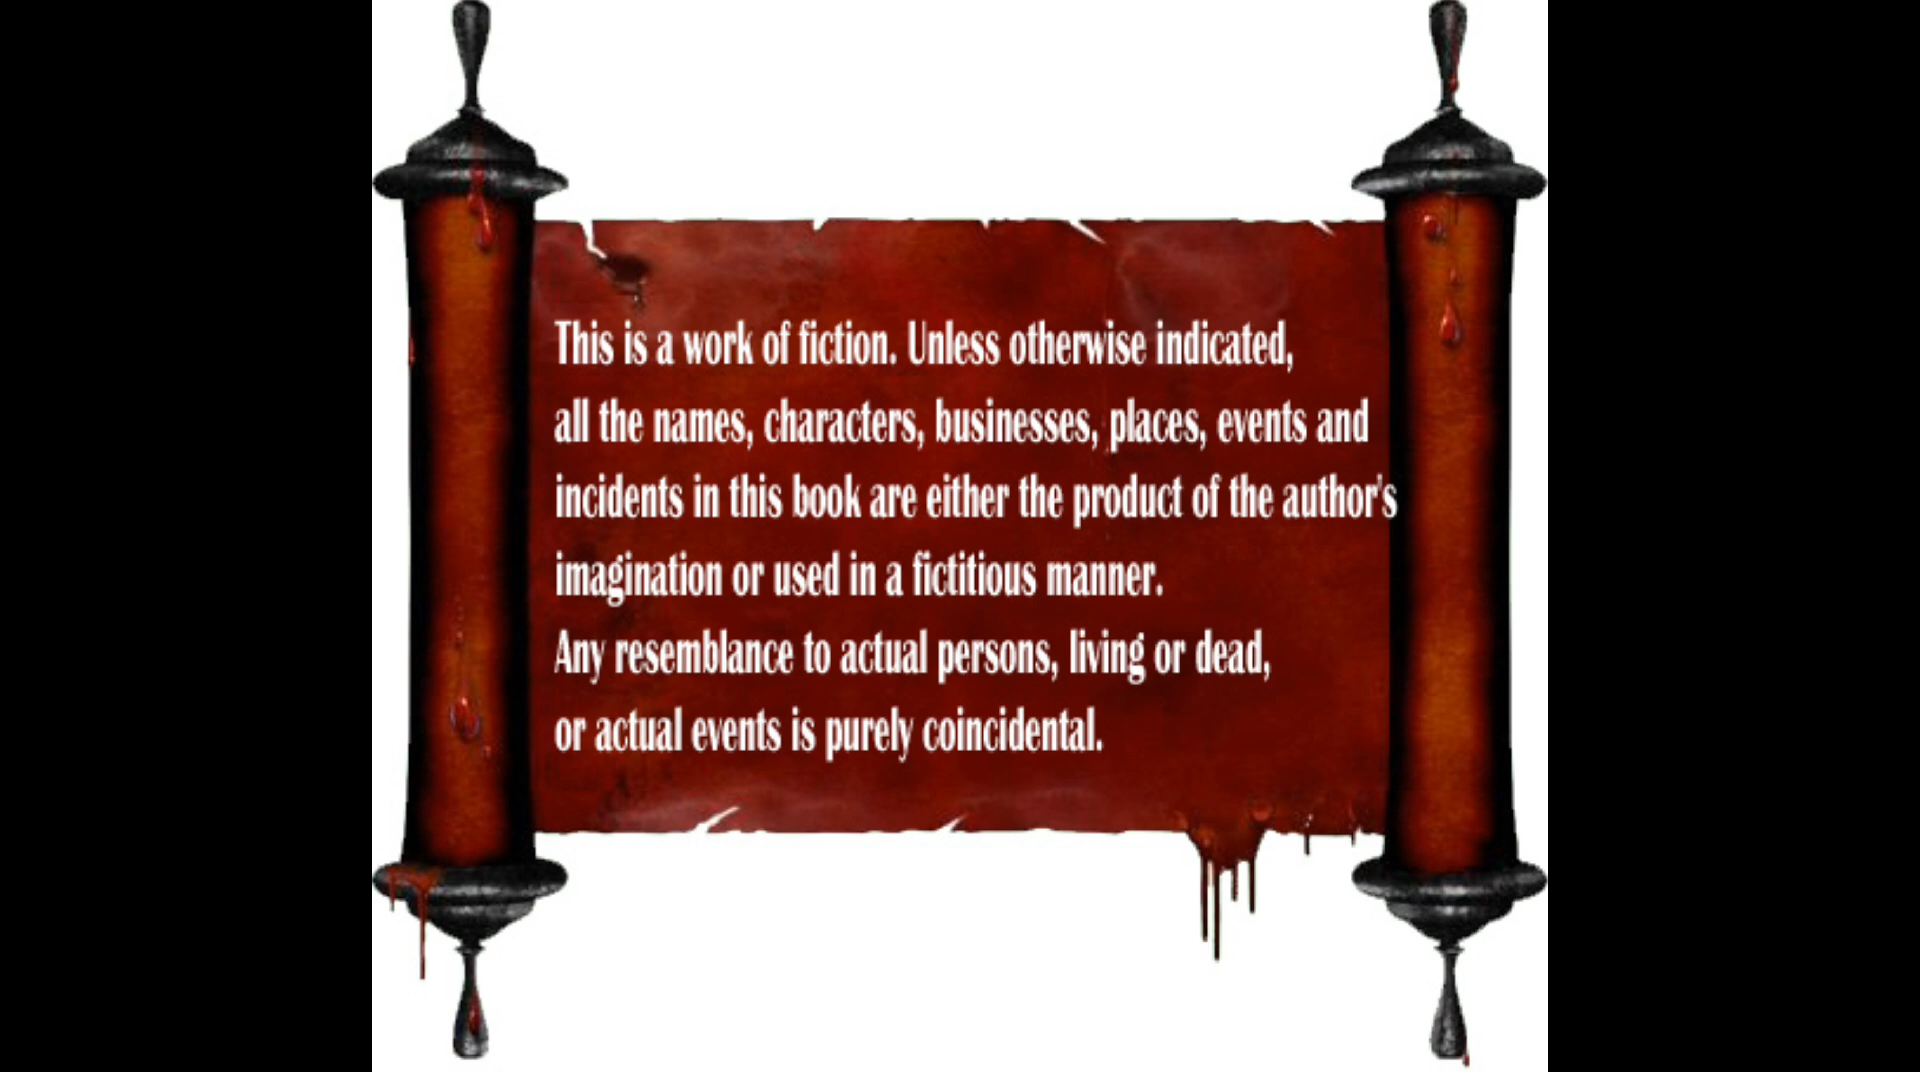 This is a work of fiction. Unless otherwise indicated,
all the names, characters, businesses, places, events and
incidents in this book are either the product of the author's
imagination or used in a fictitious manner.
Any resemblance to actual persons, living or dead,
or actual events is purely coincidental.